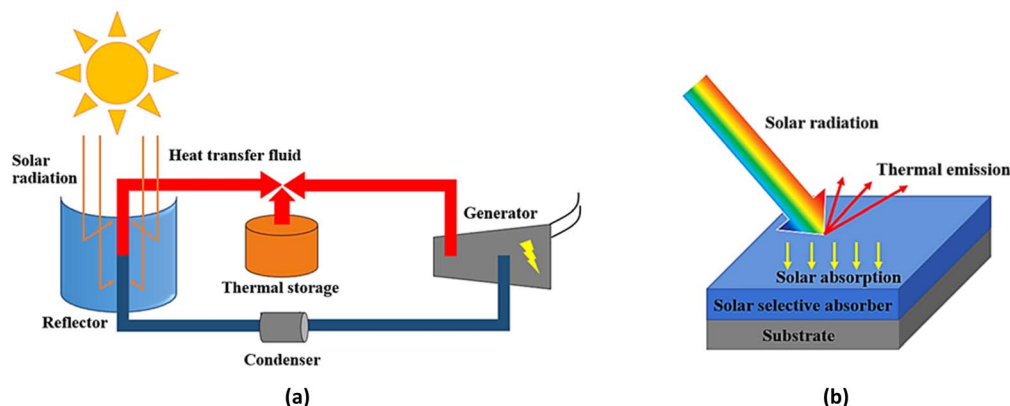 Solar
radiation
Heat transfer fluid
Generator
Thermal storage
Reflector
Condenser
(a)
Solar radiation
Thermal emission
Solar absorption
Solar selective absorber
Substrate
(b)